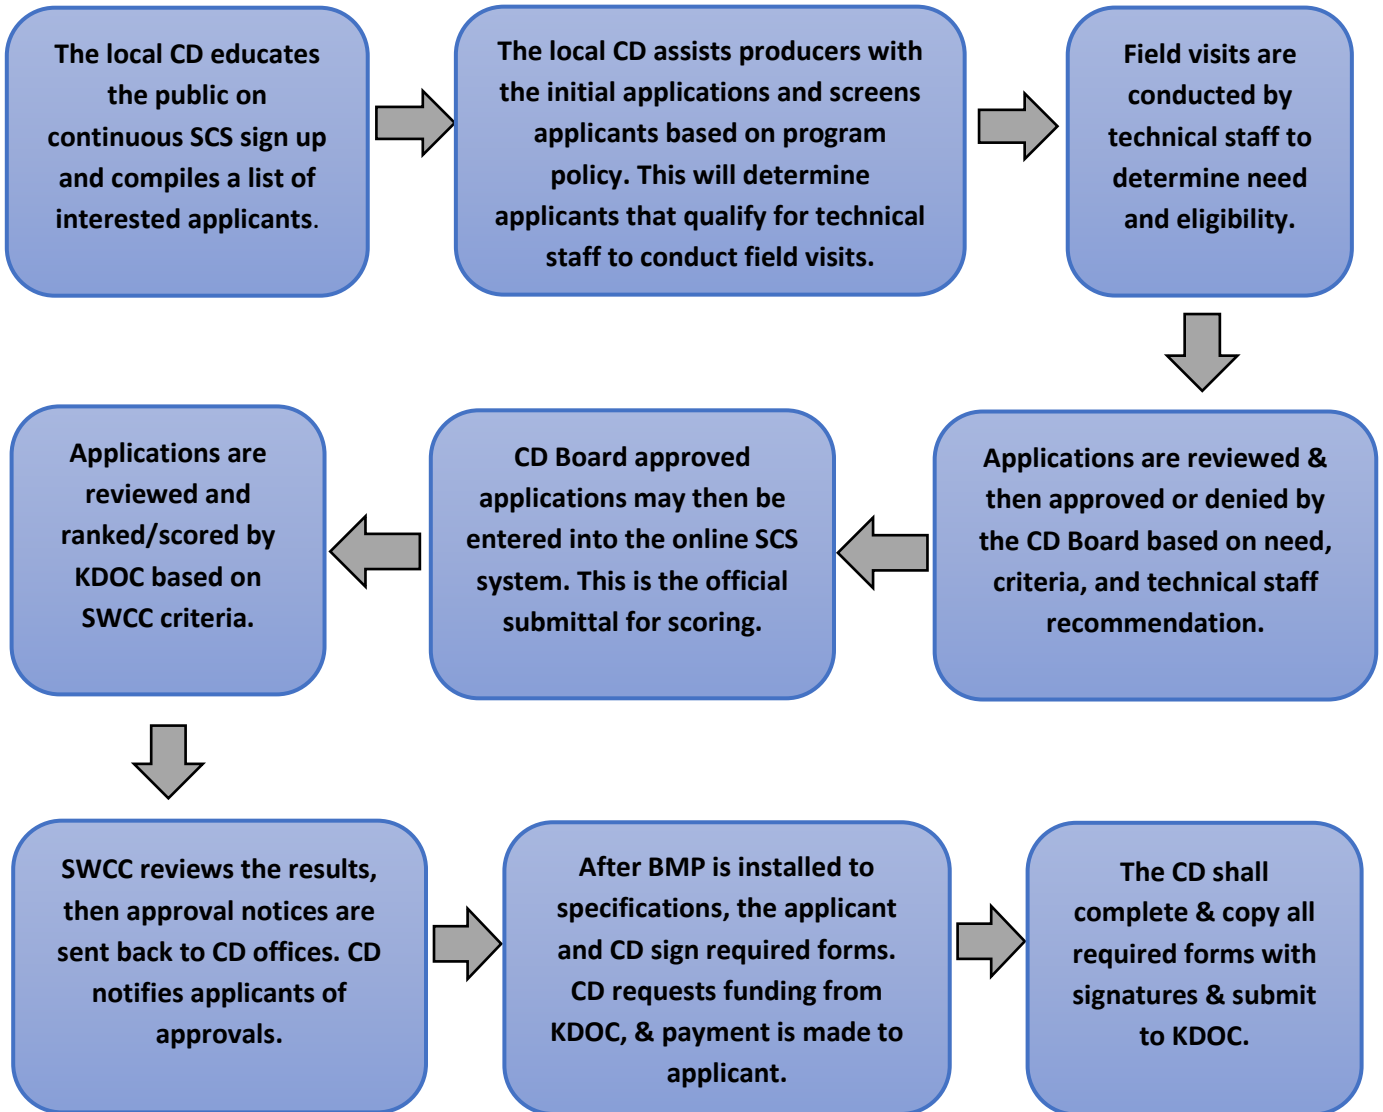 The local CD educates
the public on
continuous SCS sign up
and compiles a list of
interested applicants.
The local CD assists producers with
the initial applications and screens
applicants based on program
policy. This will determine
applicants that qualify for technical
staff to conduct field visits.
Field visits are
conducted by
technical staff to
determine need
and eligibility.
Applications are reviewed &
then approved or denied by
the CD Board based on need,
criteria, and technical staff
recommendation.
CD Board approved
applications may then be
entered into the online SCS
system. This is the official
submittal for scoring.
Applications are
reviewed and
ranked/scored by
KDOC based on
SWCC criteria.
SWCC reviews the results,
then approval notices are
sent back to CD offices. CD
notifies applicants of
approvals.
After BMP is installed to
specifications, the applicant
and CD sign required forms.
CD requests funding from
KDOC, & payment is made to
applicant.
The CD shall
complete & copy all
required forms with
signatures & submit
to KDOC.